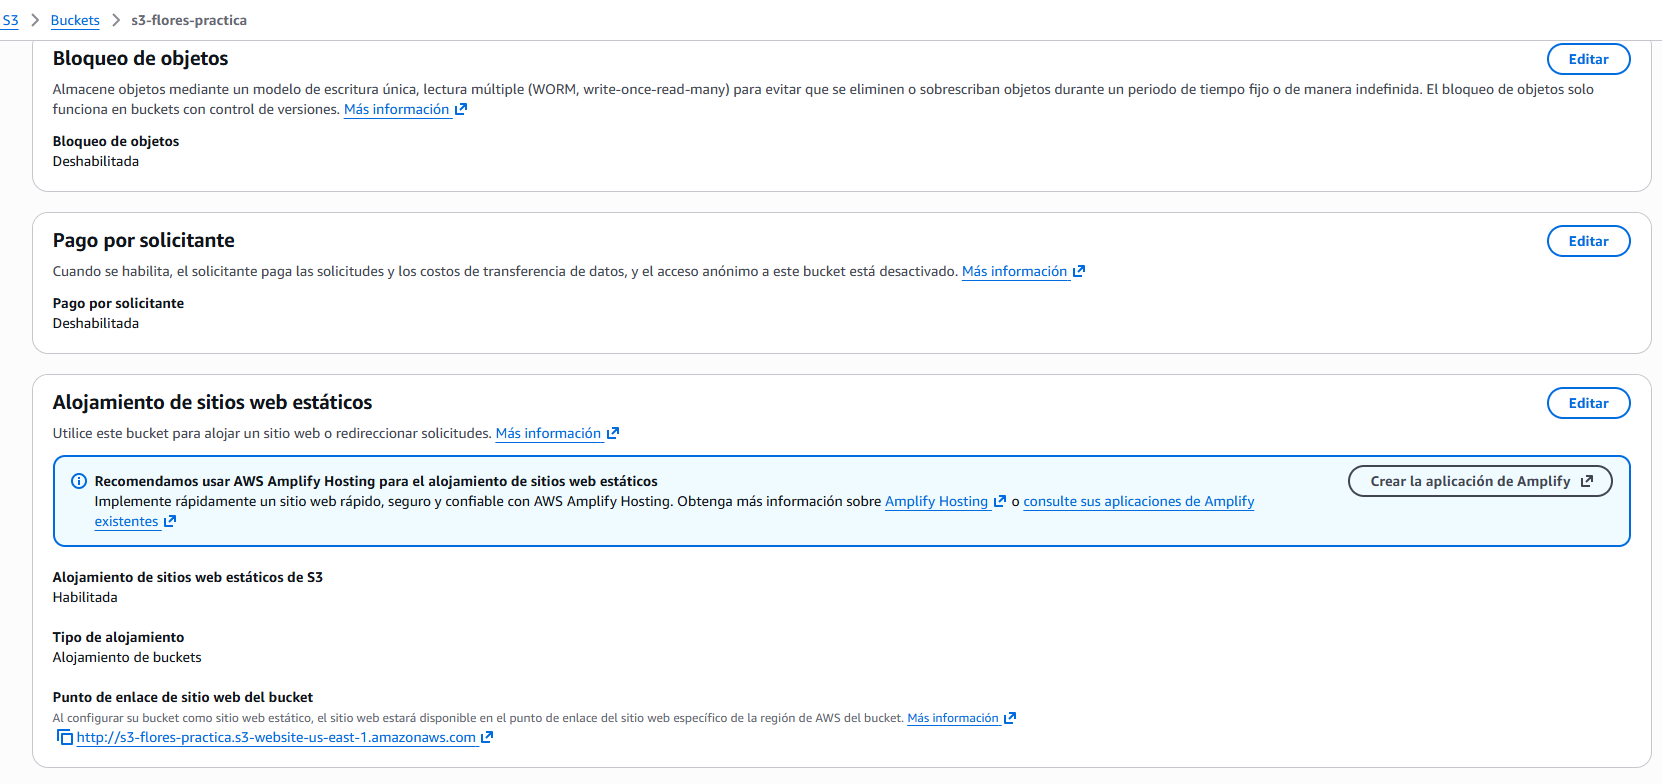 S3 > Buckets > s3-flores-practica
Bloqueo de objetos
Editar
Almacene objetos mediante un modelo de escritura única, lectura múltiple (WORM, write-once-read-many) para evitar que se eliminen o sobrescriban objetos durante un periodo de tiempo fijo o de manera indefinida. El bloqueo de objetos solo
funciona en buckets con control de versiones. Más información
Bloqueo de objetos
Deshabilitada
Pago por solicitante
Editar
Cuando se habilita, el solicitante paga las solicitudes y los costos de transferencia de datos, y el acceso anónimo a este bucket está desactivado. Más información
Pago por solicitante
Deshabilitada
Alojamiento de sitios web estáticos
Editar
Utilice este bucket para alojar un sitio web o redireccionar solicitudes. Más información
Recomendamos usar AWS Amplify Hosting para el alojamiento de sitios web estáticos
Crear la aplicación de Amplify
Implemente rápidamente un sitio web rápido, seguro y confiable con AWS Amplify Hosting. Obtenga más información sobre Amplify Hosting o consulte sus aplicaciones de Amplify
existentes
Alojamiento de sitios web estáticos de S3
Habilitada
Tipo de alojamiento
Alojamiento de buckets
Punto de enlace de sitio web del bucket
Al configurar su bucket como sitio web estático, el sitio web estará disponible en el punto de enlace del sitio web específico de la región de AWS del bucket. Más información
http://s3-flores-practica.s3-website-us-east-1.amazonaws.com